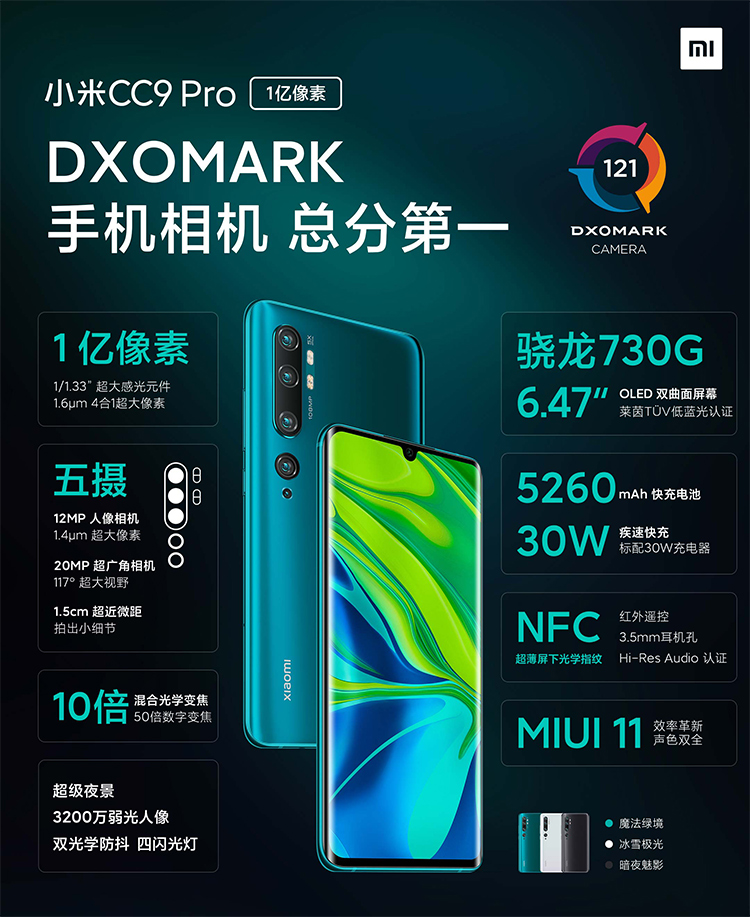 mi
小米CC9 Pro 1亿像素
DXOMARK
手机相机 总分第一
121
DXOMARK
CAMERA
1亿像素
1/1.33" 超大感光元件
1.6μm 4合1超大像素
五摄
12MP 人像相机
1.4μm 超大像素
20MP 超广角相机
117° 超大视野
1.5cm 超近微距
拍出小细节
10倍 混合光学变焦
50倍数字变焦
超级夜景
3200万弱光人像
双光学防抖 四闪光灯
5X
108MPIX
xiaomi
骁龙730G
6.47" OLED 双曲面屏幕
莱茵TÜV低蓝光认证
5260 mAh 快充电池
30W 疾速快充
标配30W充电器
NFC
超薄屏下光学指纹
红外遥控
3.5mm耳机孔
Hi-Res Audio 认证
MIUI 11 效率革新
声色双全
魔法绿境
冰雪极光
暗夜魅影